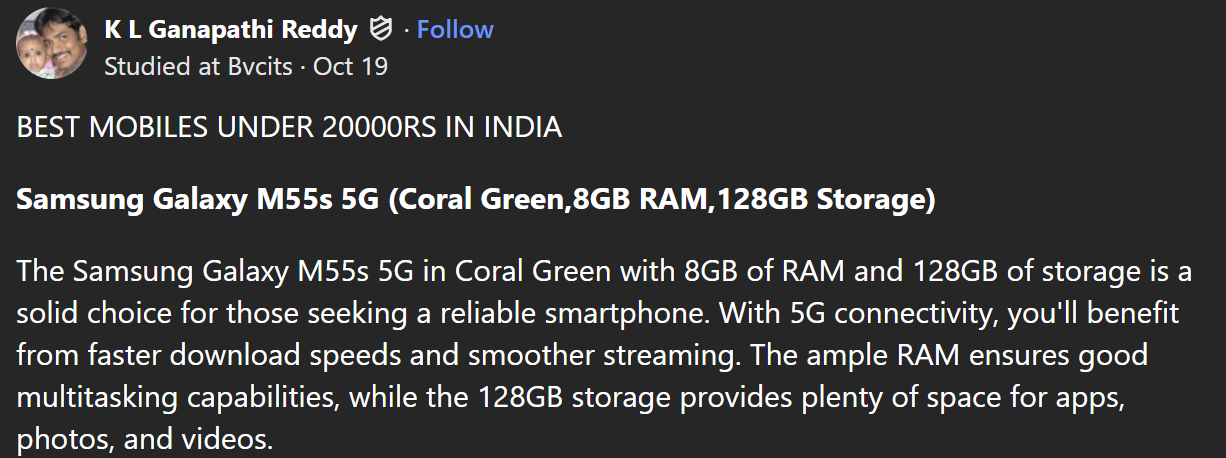 K L Ganapathi Reddy · Follow
Studied at Bvcits · Oct 19
BEST MOBILES UNDER 20000RS IN INDIA
Samsung Galaxy M55s 5G (Coral Green,8GB RAM,128GB Storage)
The Samsung Galaxy M55s 5G in Coral Green with 8GB of RAM and 128GB of storage is a
solid choice for those seeking a reliable smartphone. With 5G connectivity, you'll benefit
from faster download speeds and smoother streaming. The ample RAM ensures good
multitasking capabilities, while the 128GB storage provides plenty of space for apps,
photos, and videos.